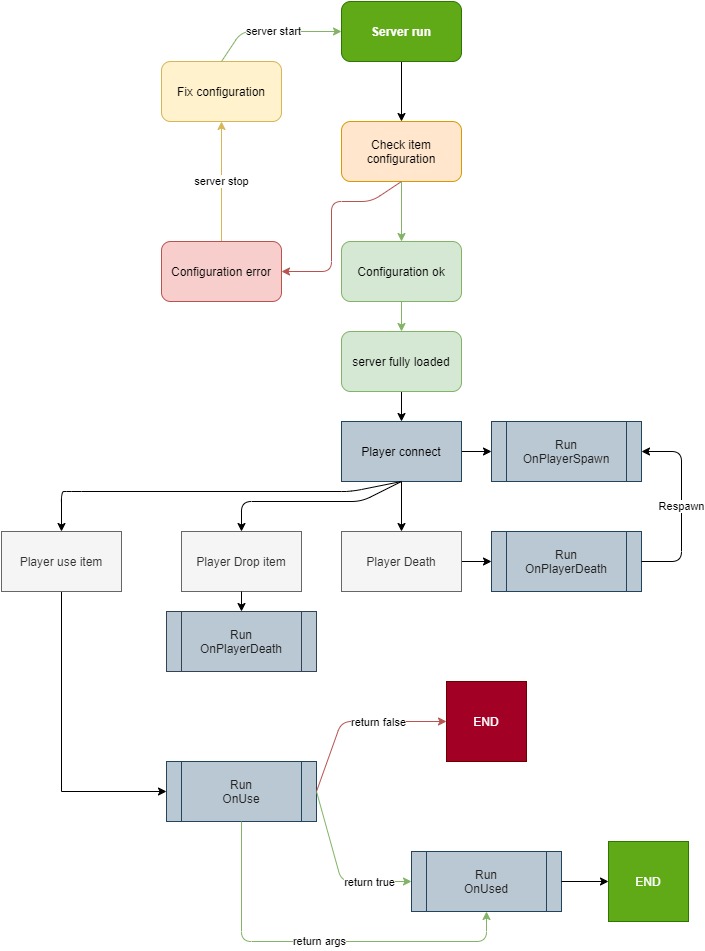 server start
Server run
Fix configuration
Check item
configuration
server stop
Configuration error
Configuration ok
server fully loaded
Player connect
Run
OnPlayerSpawn
Respawn
Player use item
Player Drop item
Player Death
Run
OnPlayerDeath
Run
OnPlayerDeath
return false
END
Run
OnUse
return true
Run
OnUsed
END
return args